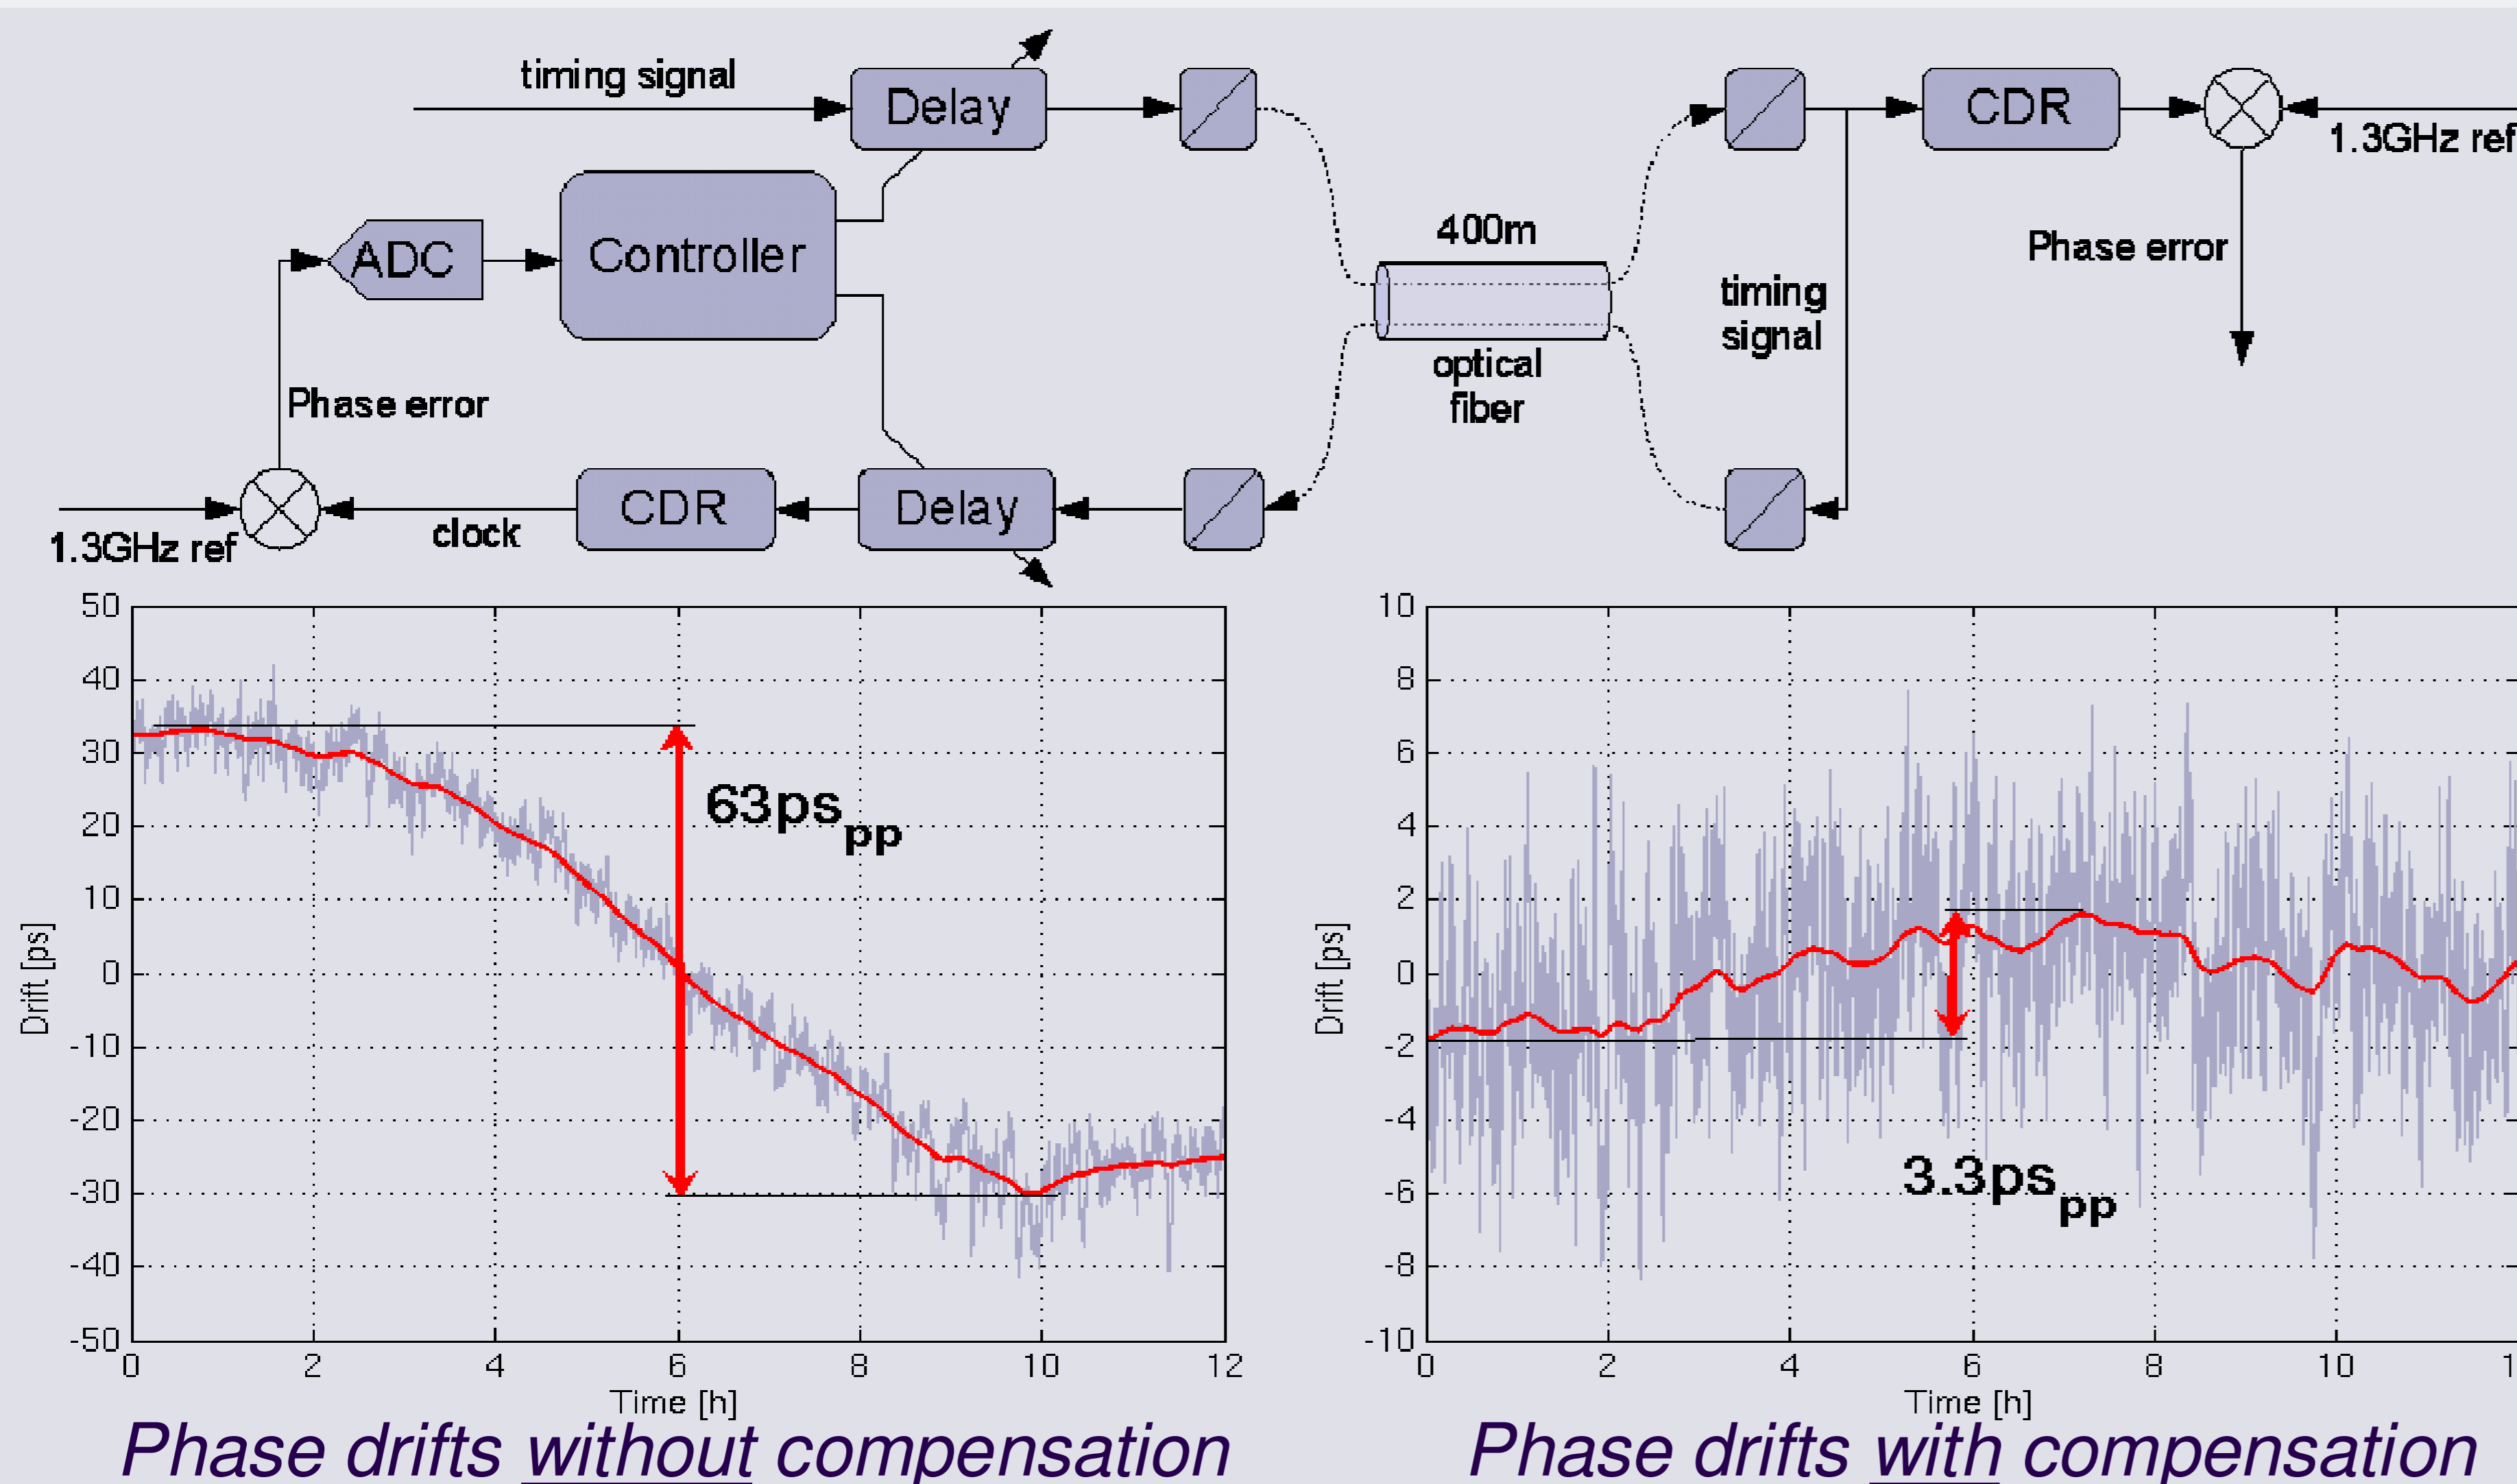 timing signal
Delay
CDR
1.3GHz ref
ADC
Controller
400m
Phase error
timing
signal
optical
fiber
Phase error
1.3GHz ref
clock
CDR
Delay
50
40
30
20
10
0
-10
-20
-30
-40
-50
0 2 4 6 8 10 12
Drift [ps]
Time [h]
63ps pp
Phase drifts without compensation
10
8
6
4
2
0
-2
-4
-6
-8
-10
0 2 4 6 8 10
Drift [ps]
Time [h]
3.3ps pp
Phase drifts with compensation